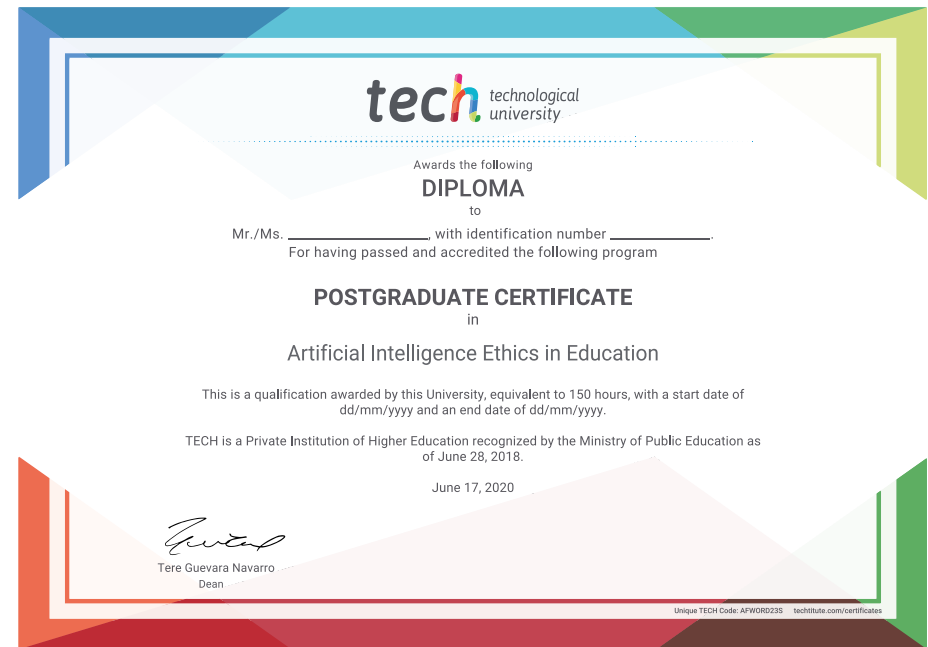 tech technological
university
Awards the following
DIPLOMA
to
Mr./Ms. ____________________, with identification number ______________.
For having passed and accredited the following program
POSTGRADUATE CERTIFICATE
in
Artificial Intelligence Ethics in Education
This is a qualification awarded by this University, equivalent to 150 hours, with a start date of
dd/mm/yyyy and an end date of dd/mm/yyyy.
TECH is a Private Institution of Higher Education recognized by the Ministry of Public Education as
of June 28, 2018.
June 17, 2020
Tere Guevara Navarro
Dean
Unique TECH Code: AFWORD23S techtitute.com/certificates